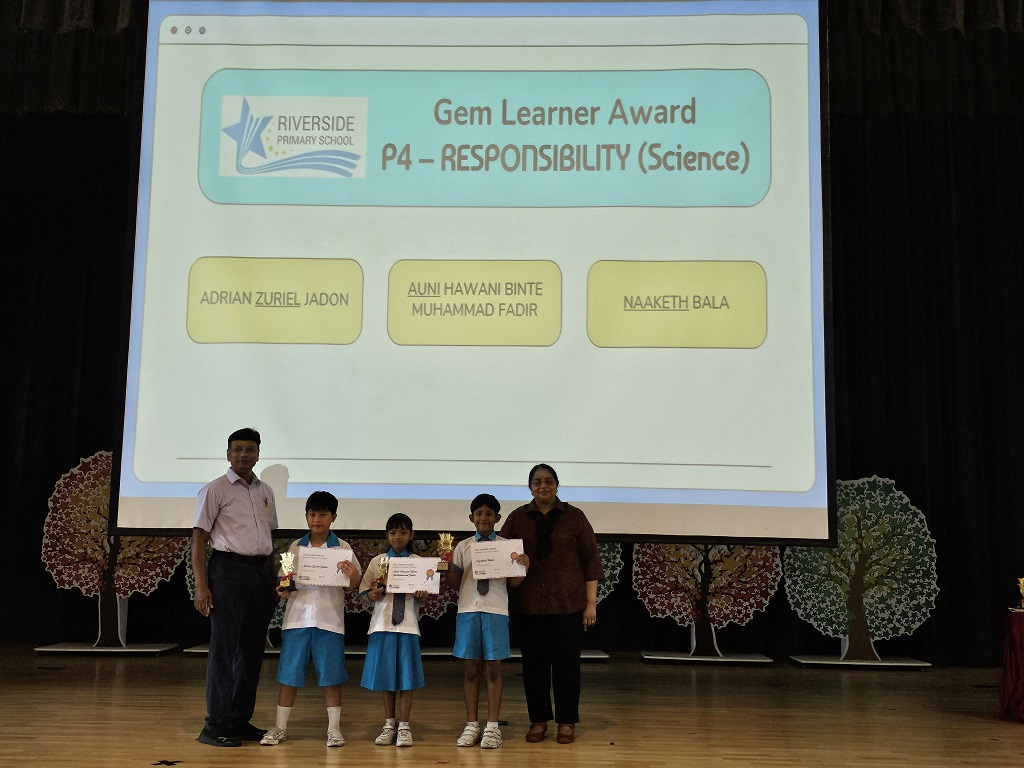 RIVERSIDE
PRIMARY SCHOOL
Gem Learner Award
P4 – RESPONSIBILITY (Science)
ADRIAN ZURIEL JADON
AUNI HAWANI BINTE
MUHAMMAD FADIR
NAAKETH BALA